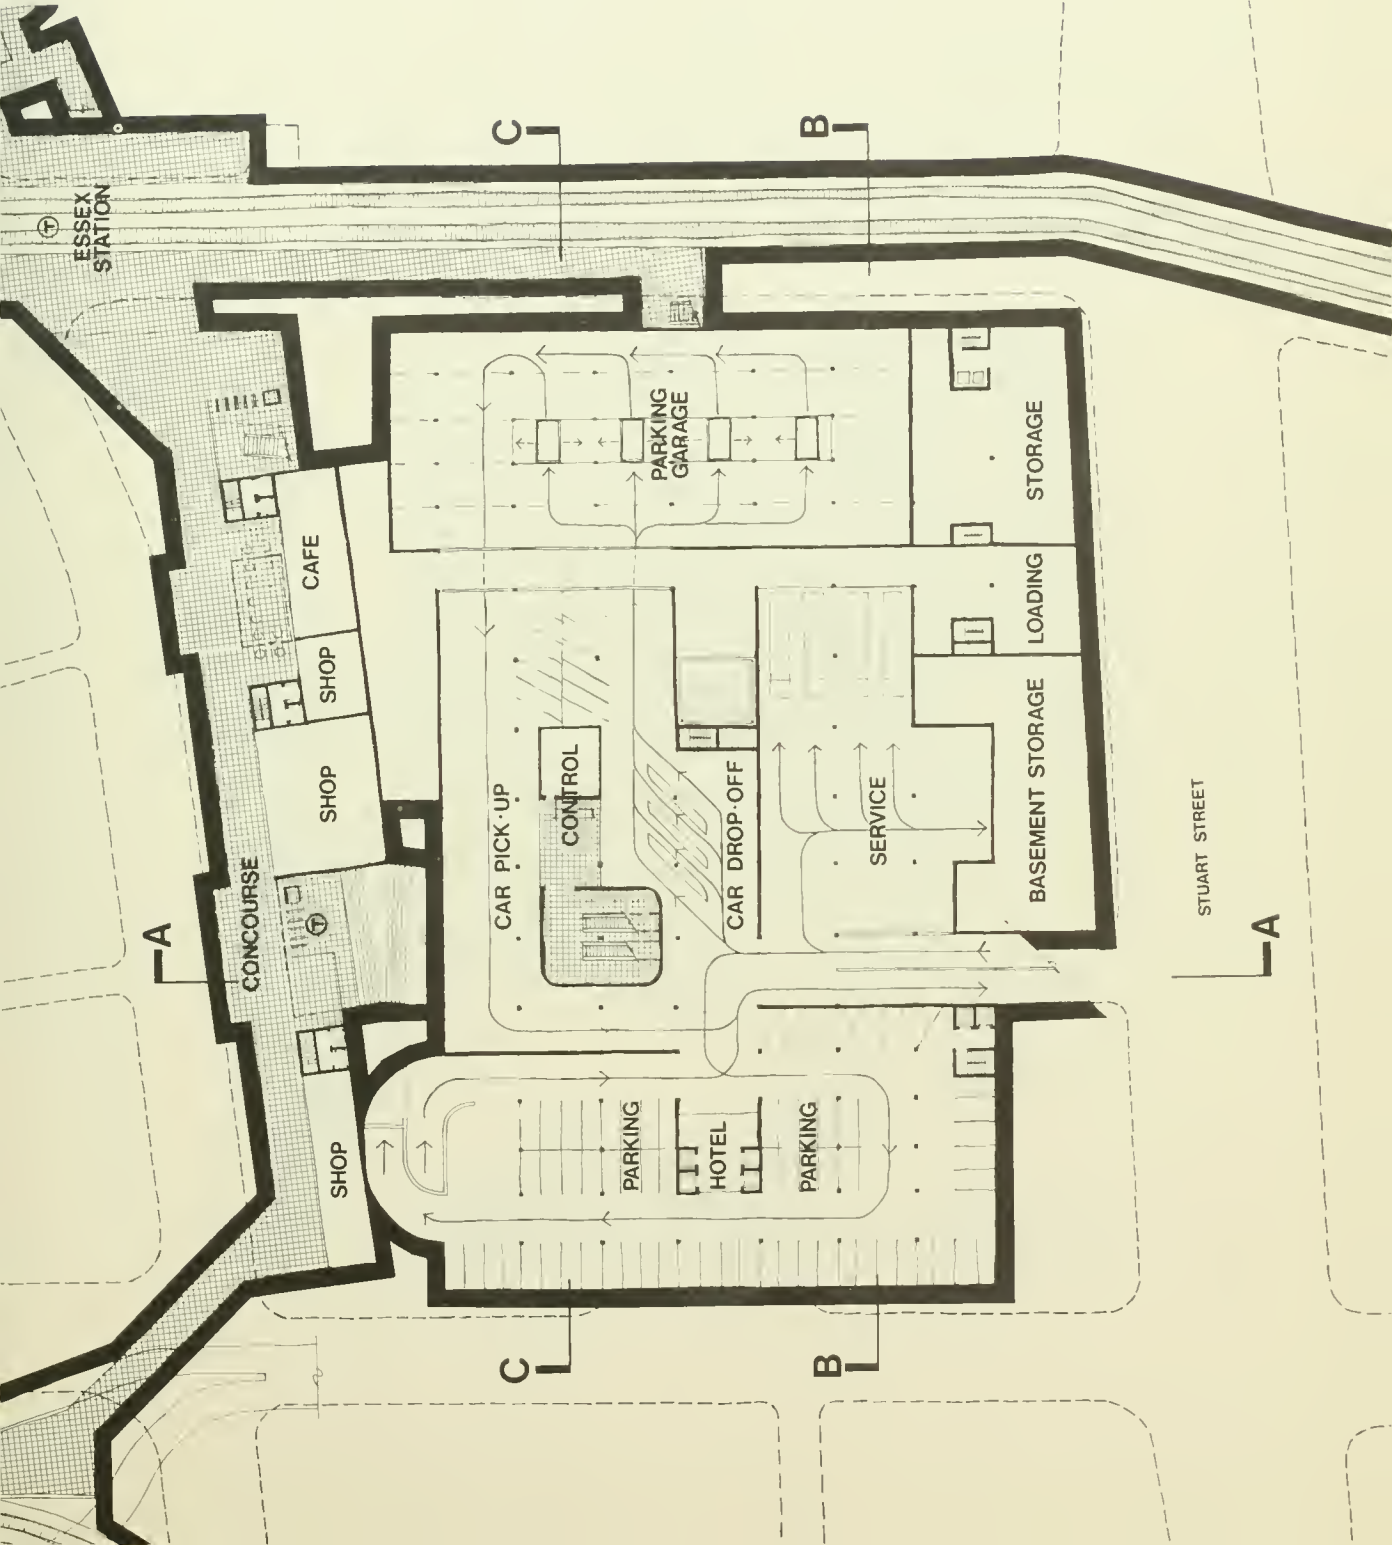 C
B
Ⓣ
ESSEX
STATION
PARKING
GARAGE
STORAGE
CAFE
LOADING
SHOP
SHOP
CONTROL
CAR PICK·UP
CAR DROP·OFF
SERVICE
BASEMENT STORAGE
STUART STREET
CONCOURSE
Ⓣ
A
A
SHOP
PARKING
HOTEL
PARKING
C
B